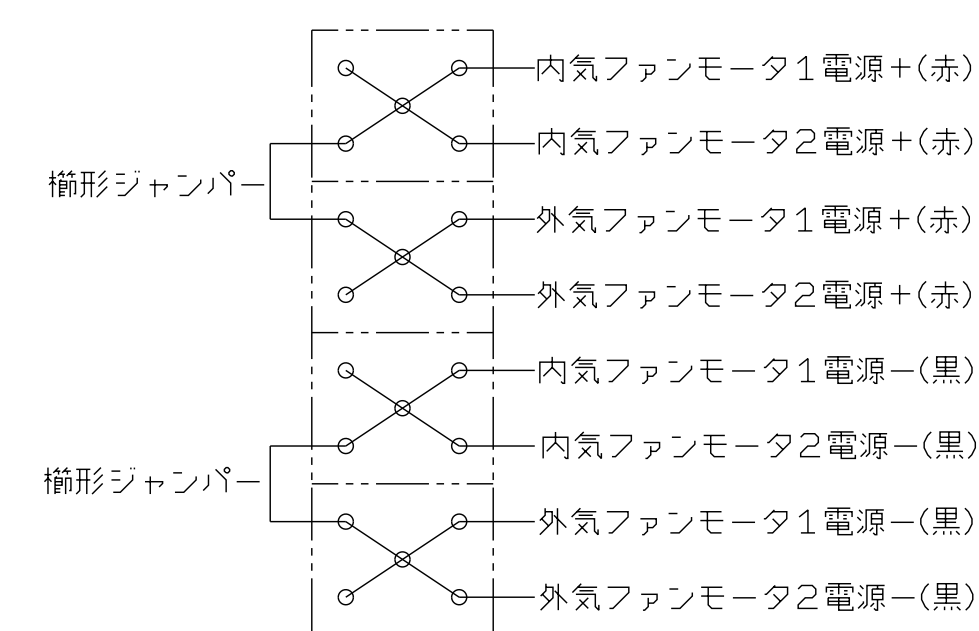 内気ファンモータ1電源+(赤)
内気ファンモータ2電源+(赤)
櫛形ジャンパー
外気ファンモータ1電源+(赤)
外気ファンモータ2電源+(赤)
内気ファンモータ1電源-(黒)
内気ファンモータ2電源-(黒)
櫛形ジャンパー
外気ファンモータ1電源-(黒)
外気ファンモータ2電源-(黒)